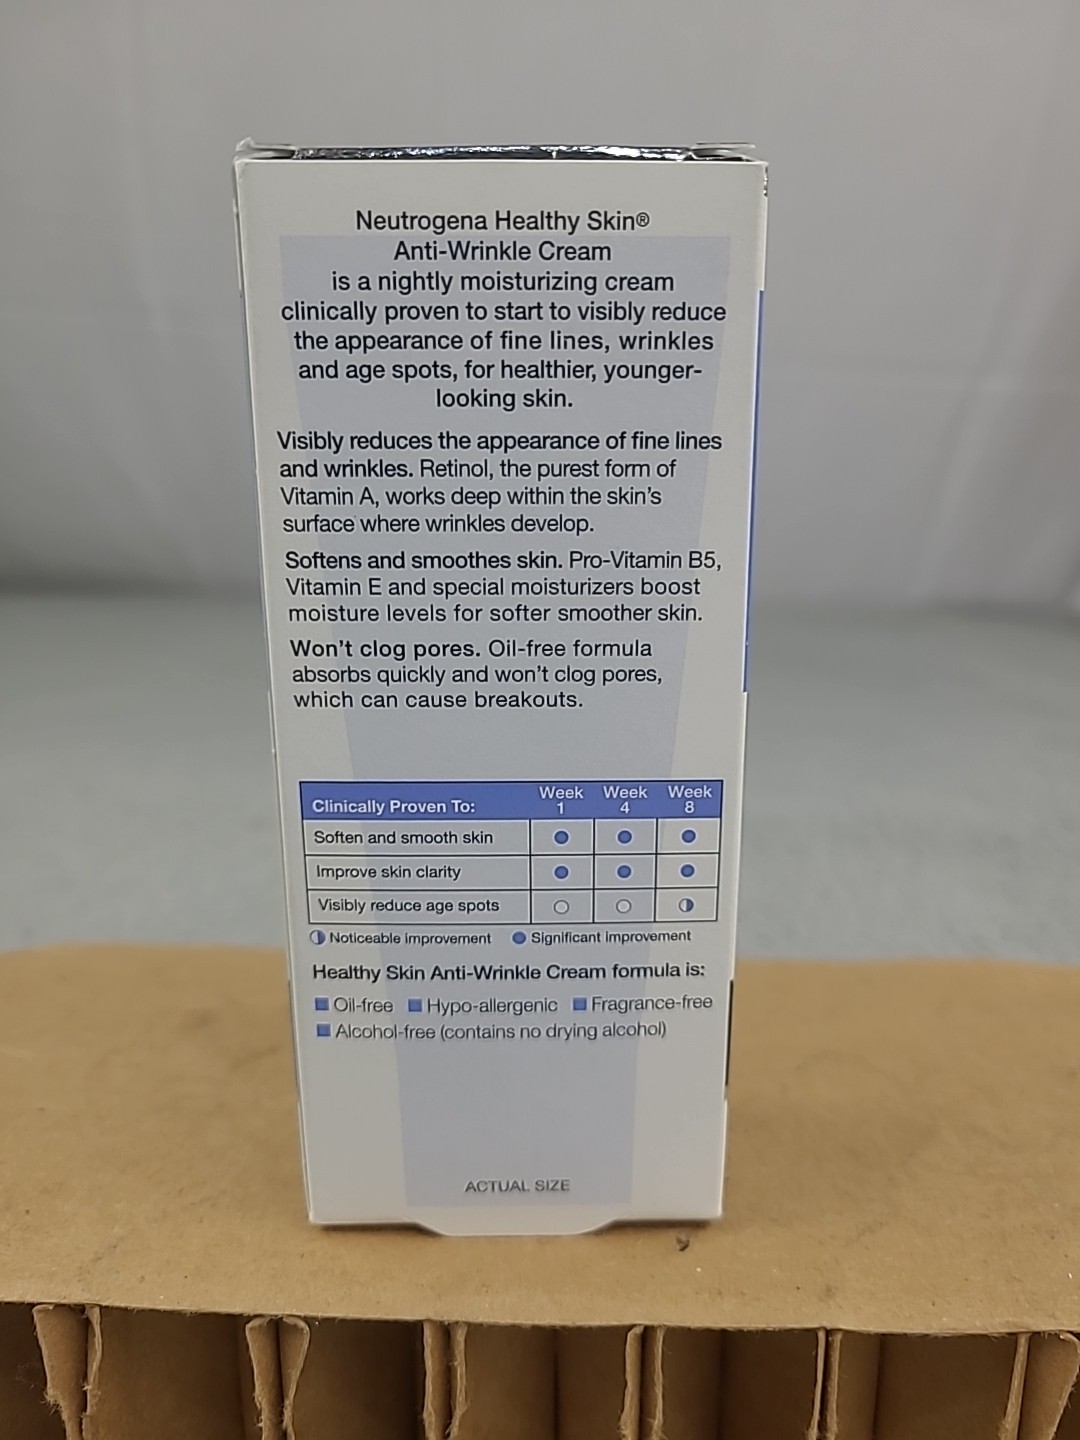 Neutrogena Healthy Skin®
Anti-Wrinkle Cream
is a nightly moisturizing cream
clinically proven to start to visibly reduce
the appearance of fine lines, wrinkles
and age spots, for healthier, younger-
looking skin.
Visibly reduces the appearance of fine lines
and wrinkles. Retinol, the purest form of
Vitamin A, works deep within the skin's
surface where wrinkles develop.
Softens and smoothes skin. Pro-Vitamin B5,
Vitamin E and special moisturizers boost
moisture levels for softer smoother skin.
Won't clog pores. Oil-free formula
absorbs quickly and won't clog pores,
which can cause breakouts.
Clinically Proven To: Week 1 Week 4 Week 8
Soften and smooth skin
Improve skin clarity
Visibly reduce age spots
Noticeable improvement Significant improvement
Healthy Skin Anti-Wrinkle Cream formula is:
Oil-free Hypo-allergenic Fragrance-free
Alcohol-free (contains no drying alcohol)
ACTUAL SIZE